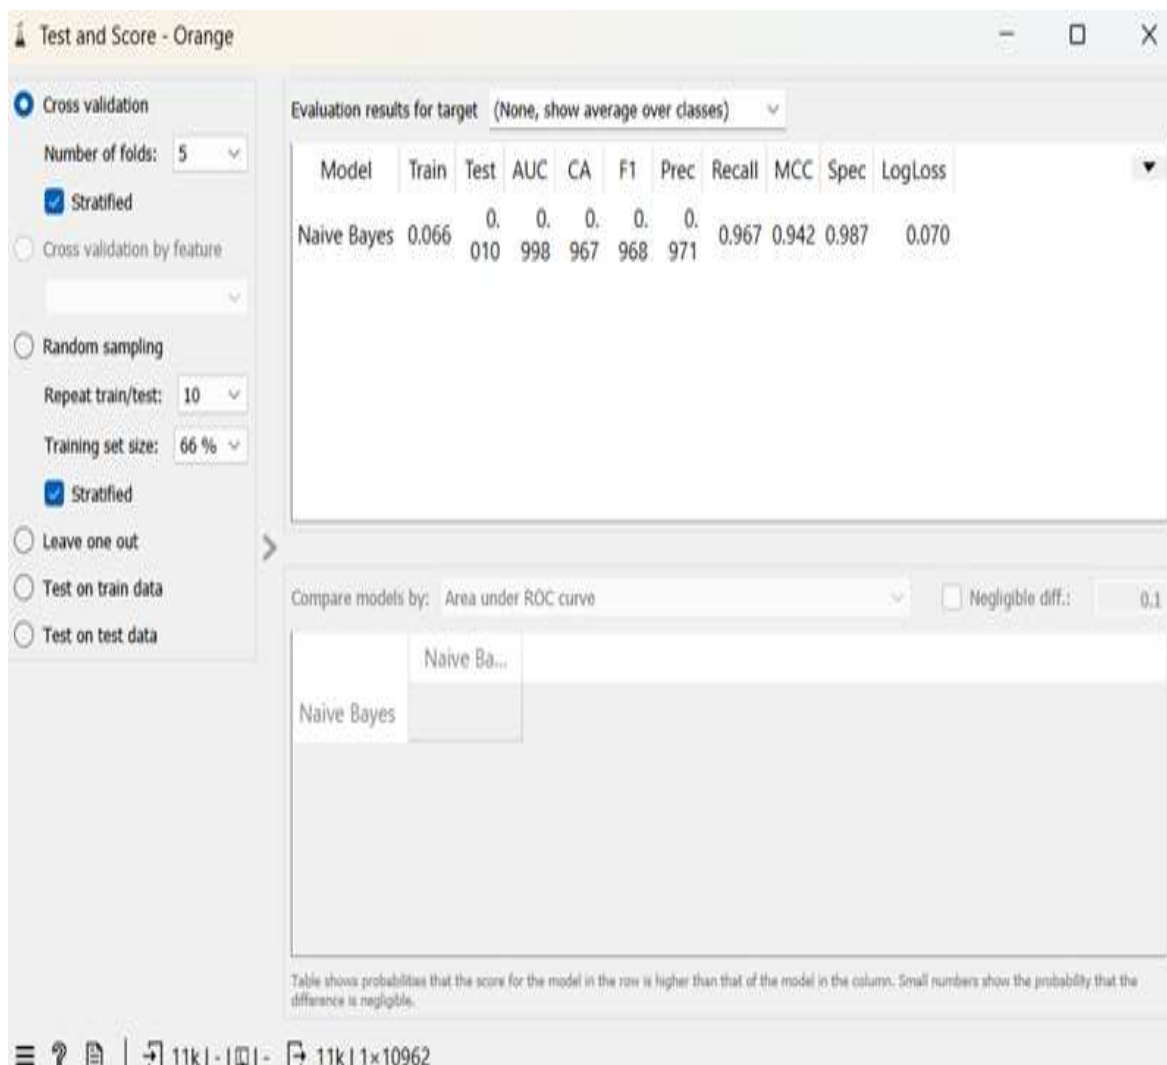 Test and Score - Orange
Cross validation
Number of folds: 5
Stratified
Cross validation by feature
Random sampling
Repeat train/test: 10
Training set size: 66 %
Stratified
Leave one out
Test on train data
Test on test data
Evaluation results for target (None, show average over classes)
Model Train Test AUC CA F1 Prec Recall MCC Spec LogLoss
Naive Bayes 0.066 0.010 0.998 0.967 0.968 0.971 0.967 0.942 0.987 0.070
Compare models by: Area under ROC curve Negligible diff.: 0.1
Naive Ba...
Naive Bayes
Table shows probabilities that the score for the model in the row is higher than that of the model in the column. Small numbers show the probability that the
difference is negligible.
11k | - | - 11k | 1×10962